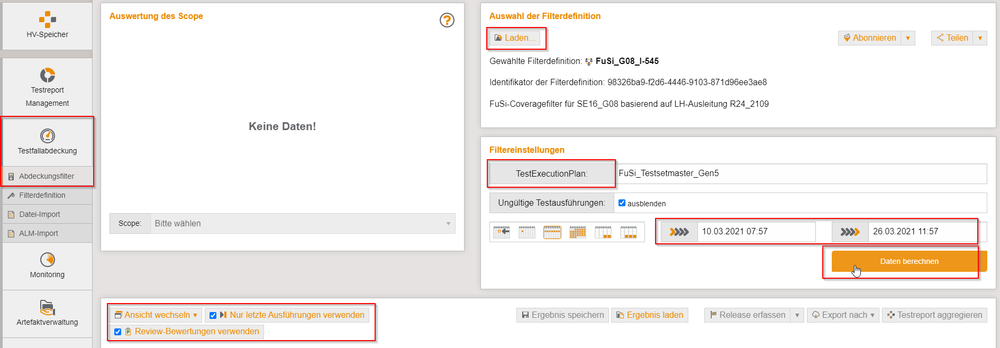 HV-Speicher
Testreport
Management
Testfallabdeckung
Abdeckungsfilter
Filterdefinition
Datei-Import
ALM-Import
Monitoring
Artefaktverwaltung
Auswertung des Scope
?
Keine Daten!
Scope: Bitte wählen
Auswahl der Filterdefinition
Laden... Abonnieren Teilen
Gewählte Filterdefinition: FuSi_G08_I-545
Identifikator der Filterdefinition: 98326ba9-f2d6-4446-9103-871d96ee3ae8
FuSi-Coveragefilter für SE16_G08 basierend auf LH-Ausleitung R24_2109
Filtereinstellungen
TestExecutionPlan: FuSi_Testsetmaster_Gen5
Ungültige Testausführungen: ausblenden
10.03.2021 07:57 26.03.2021 11:57
Daten berechnen
Ansicht wechseln Nur letzte Ausführungen verwenden Ergebnis speichern Ergebnis laden Release erfassen Export nach Testreport aggregieren
P Review-Bewertungen verwenden